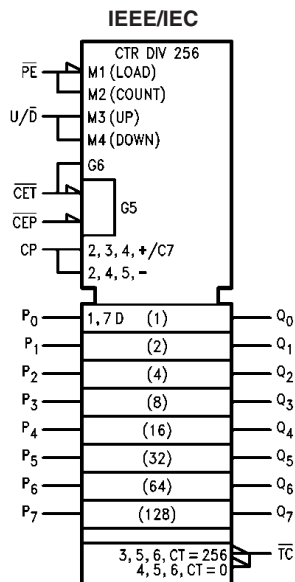 IEEE/IEC
CTR DIV 256
PE M1 (LOAD)
M2 (COUNT)
U/D M3 (UP)
M4 (DOWN)
G6
CET
G5
CEP
CP 2, 3, 4, +/C7
2, 4, 5, -
P0 1, 7 D (1) Q0
P1 (2) Q1
P2 (4) Q2
P3 (8) Q3
P4 (16) Q4
P5 (32) Q5
P6 (64) Q6
P7 (128) Q7
3, 5, 6, CT = 256 TC
4, 5, 6, CT = 0